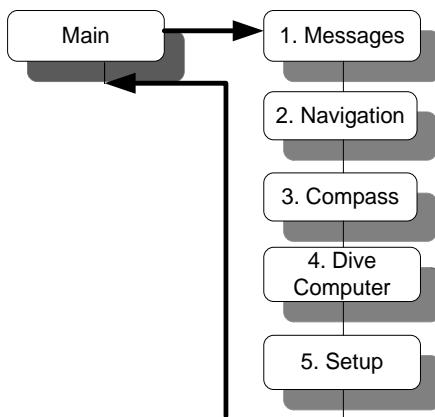 Main
1. Messages
2. Navigation
3. Compass
4. Dive
Computer
5. Setup